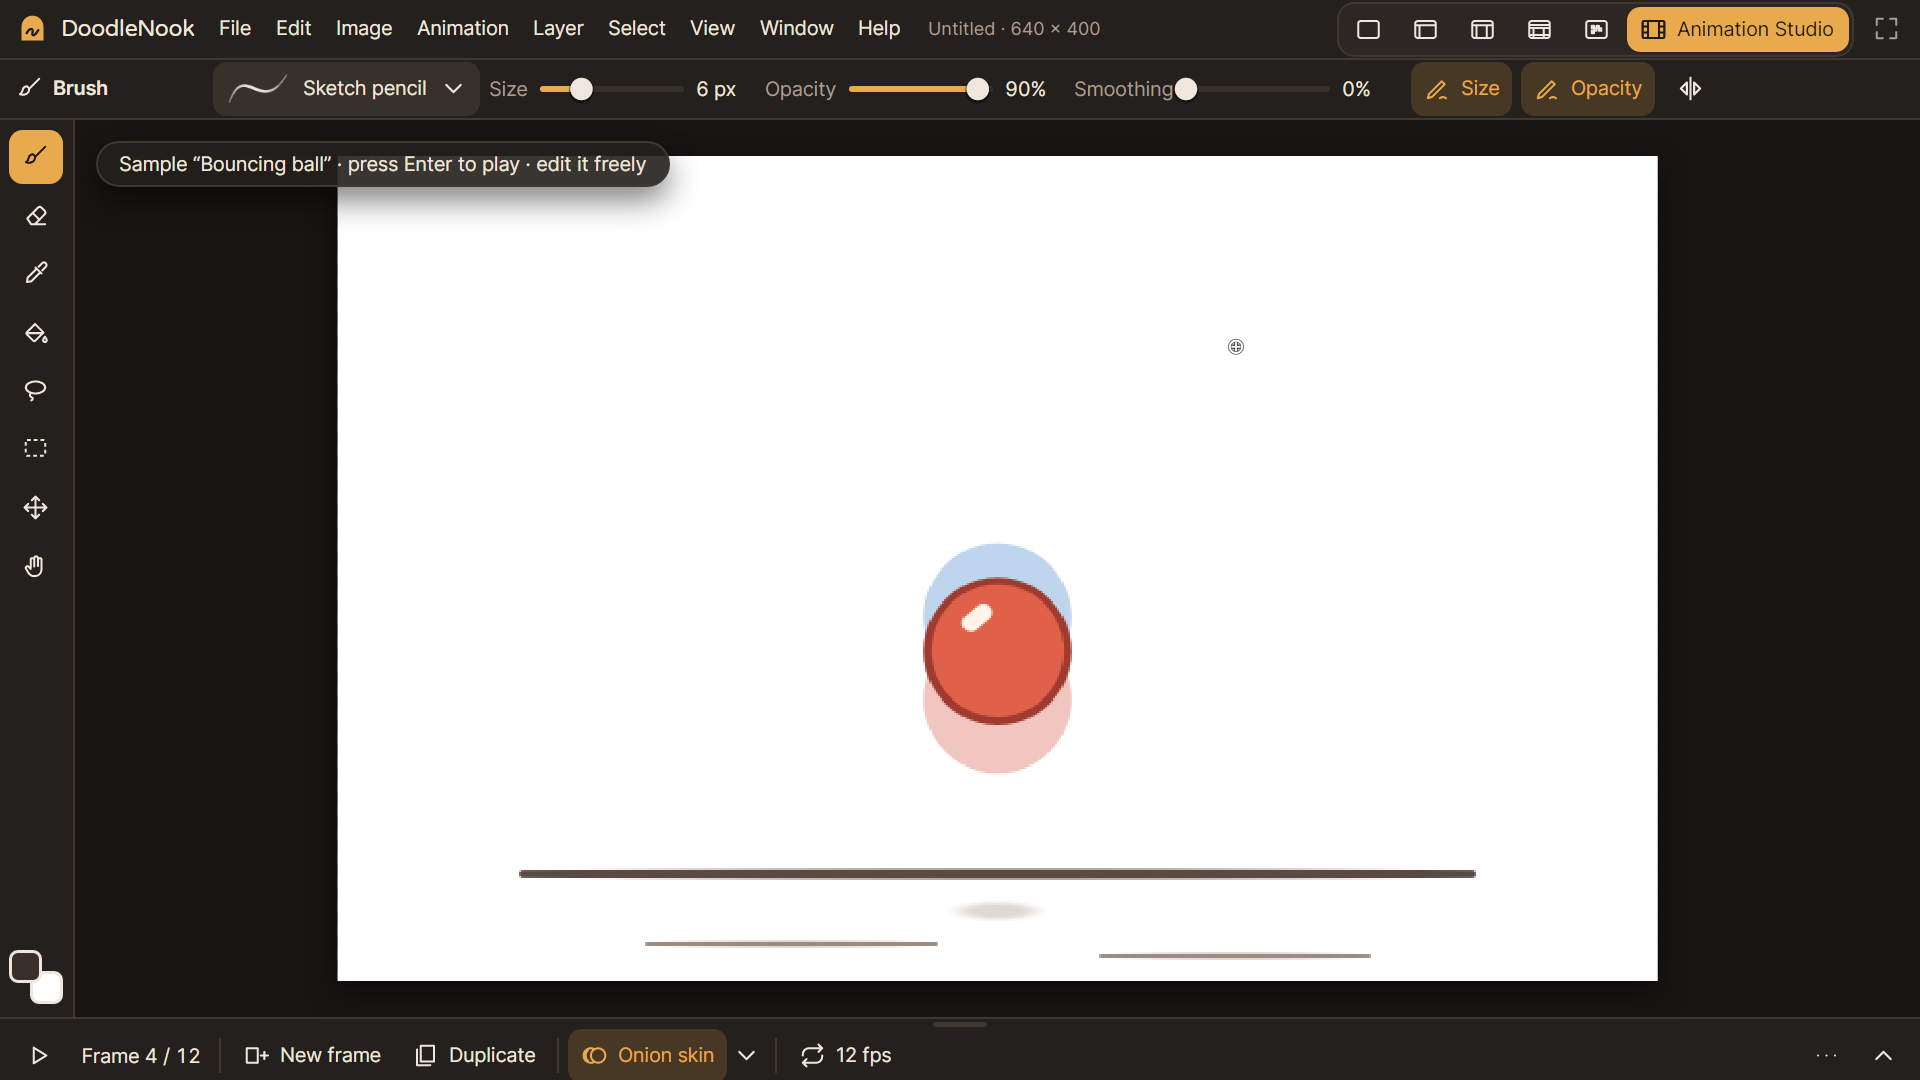 DoodleNook File Edit Image Animation Layer Select View Window Help Untitled · 640 × 400 Animation Studio
Brush Sketch pencil Size 6 px Opacity 90% Smoothing 0% Size Opacity
Sample “Bouncing ball” · press Enter to play · edit it freely
Frame 4 / 12 New frame Duplicate Onion skin 12 fps